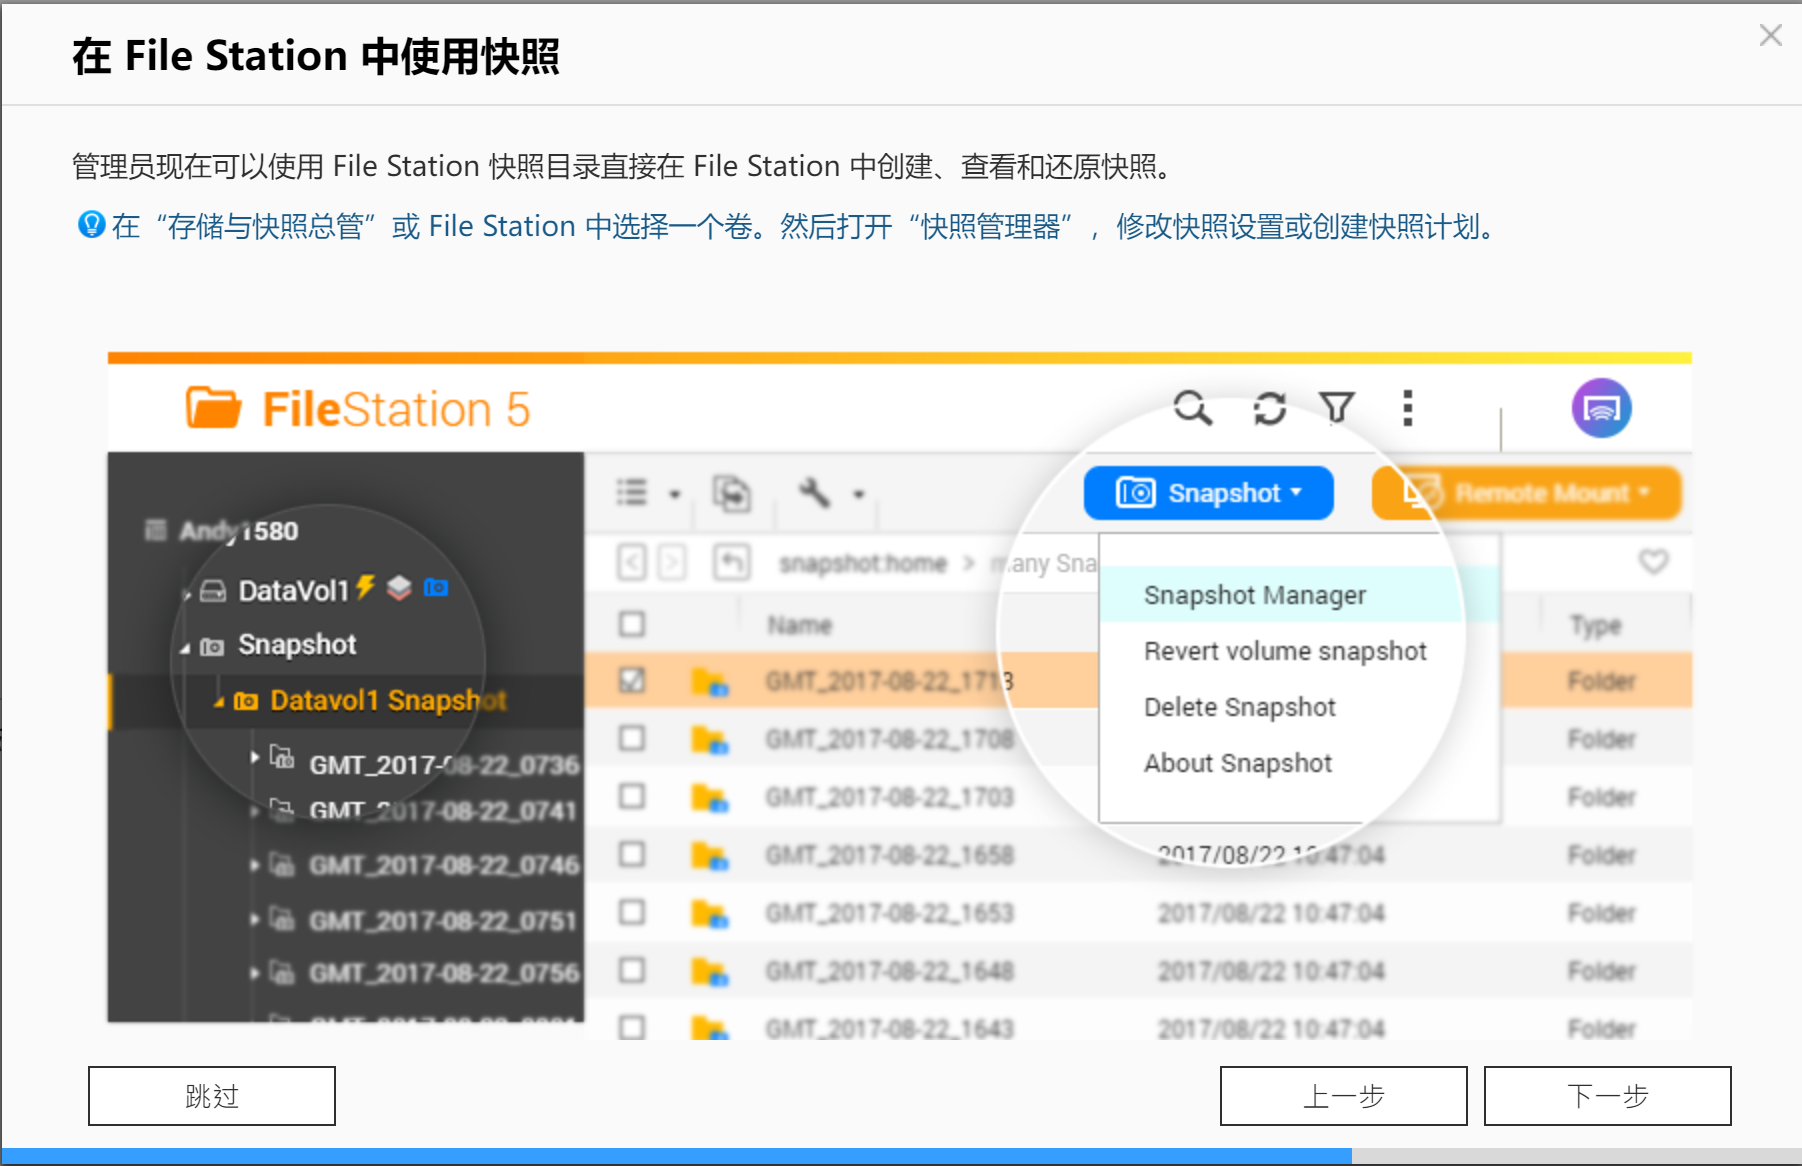 在 File Station 中使用快照
管理员现在可以使用 File Station 快照目录直接在 File Station 中创建、查看和还原快照。
在“存储与快照总管”或 File Station 中选择一个卷。然后打开“快照管理器”，修改快照设置或创建快照计划。
FileStation 5
Snapshot
Remote Mount
Andy1580
DataVol1
Snapshot
Datavol1 Snapshot
GMT_2017-08-22_0736
GMT_2017-08-22_0741
GMT_2017-08-22_0746
GMT_2017-08-22_0751
GMT_2017-08-22_0756
snapshot:home > many Sna
Snapshot Manager
Revert volume snapshot
Delete Snapshot
About Snapshot
Name Type
GMT_2017-08-22_1713 Folder
GMT_2017-08-22_1708 Folder
GMT_2017-08-22_1703 Folder
GMT_2017-08-22_1658 2017/08/22 10:47:04 Folder
GMT_2017-08-22_1653 2017/08/22 10:47:04 Folder
GMT_2017-08-22_1648 2017/08/22 10:47:04 Folder
GMT_2017-08-22_1643 2017/08/22 10:47:04 Folder
跳过
上一步
下一步